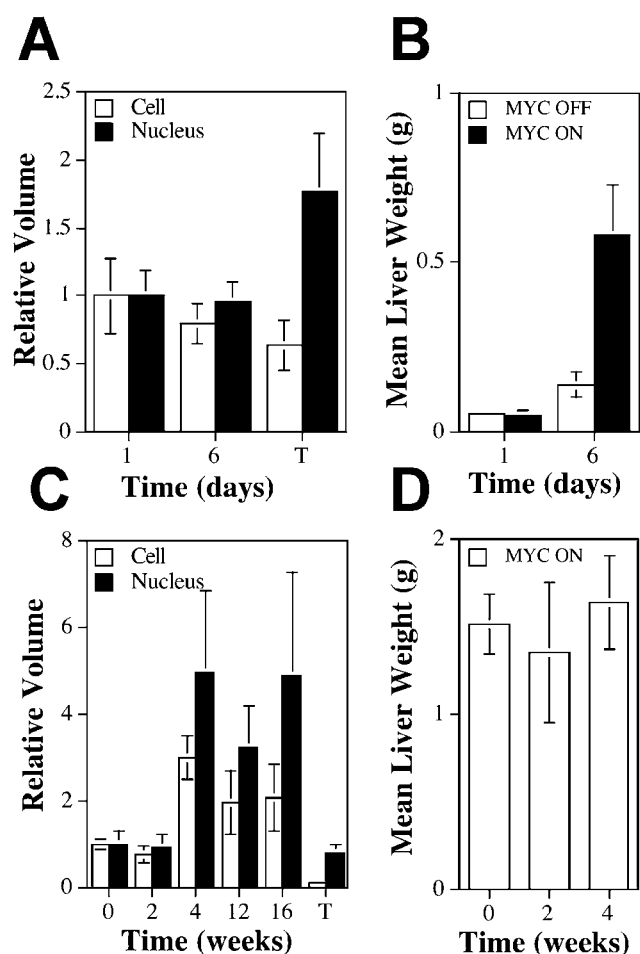 A
Relative Volume
2.5
2
1.5
1
0.5
0
Cell
Nucleus
1 6 T
Time (days)
B
Mean Liver Weight (g)
1
0.5
0
MYC OFF
MYC ON
1 6
Time (days)
C
Relative Volume
8
6
4
2
0
Cell
Nucleus
0 2 4 12 16 T
Time (weeks)
D
Mean Liver Weight (g)
2
1
0
MYC ON
0 2 4
Time (weeks)